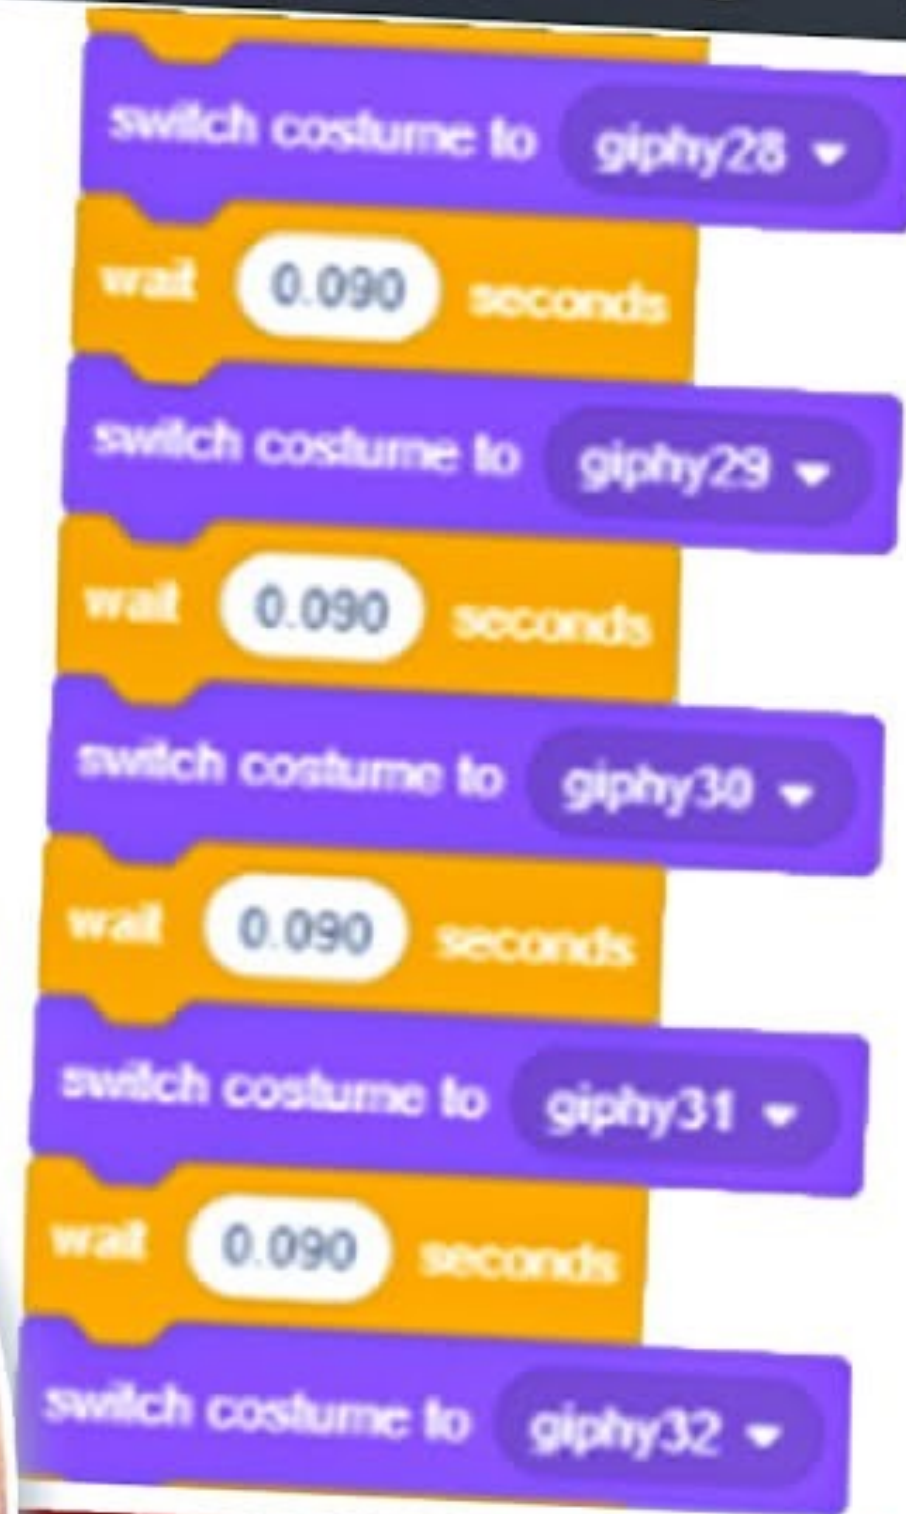 switch costume to giphy28
wait 0.090 seconds
switch costume to giphy29
wait 0.090 seconds
switch costume to giphy30
wait 0.090 seconds
switch costume to giphy31
wait 0.090 seconds
switch costume to giphy32